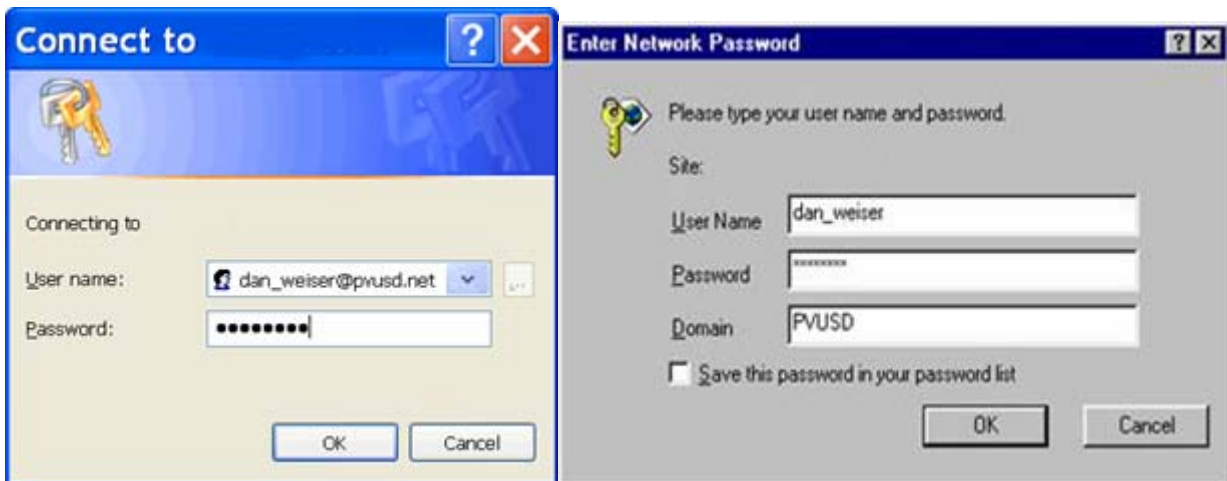 Connect to
Connecting to
User name:
dan_weiser@pvusd.net
...
Password:
••••••••
OK
Cancel
Enter Network Password
Please type your user name and password.
Site:
User Name
dan_weiser
Password
********
Domain
PVUSD
Save this password in your password list
OK
Cancel